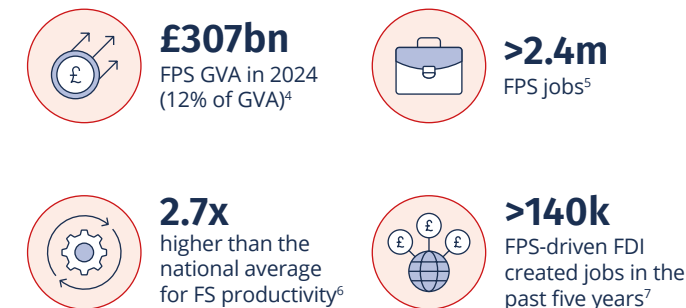 £
£307bn
FPS GVA in 2024
(12% of GVA)⁴
>2.4m
FPS jobs⁵
2.7x
higher than the
national average
for FS productivity⁶
£
£
£
>140k
FPS-driven FDI
created jobs in the
past five years⁷